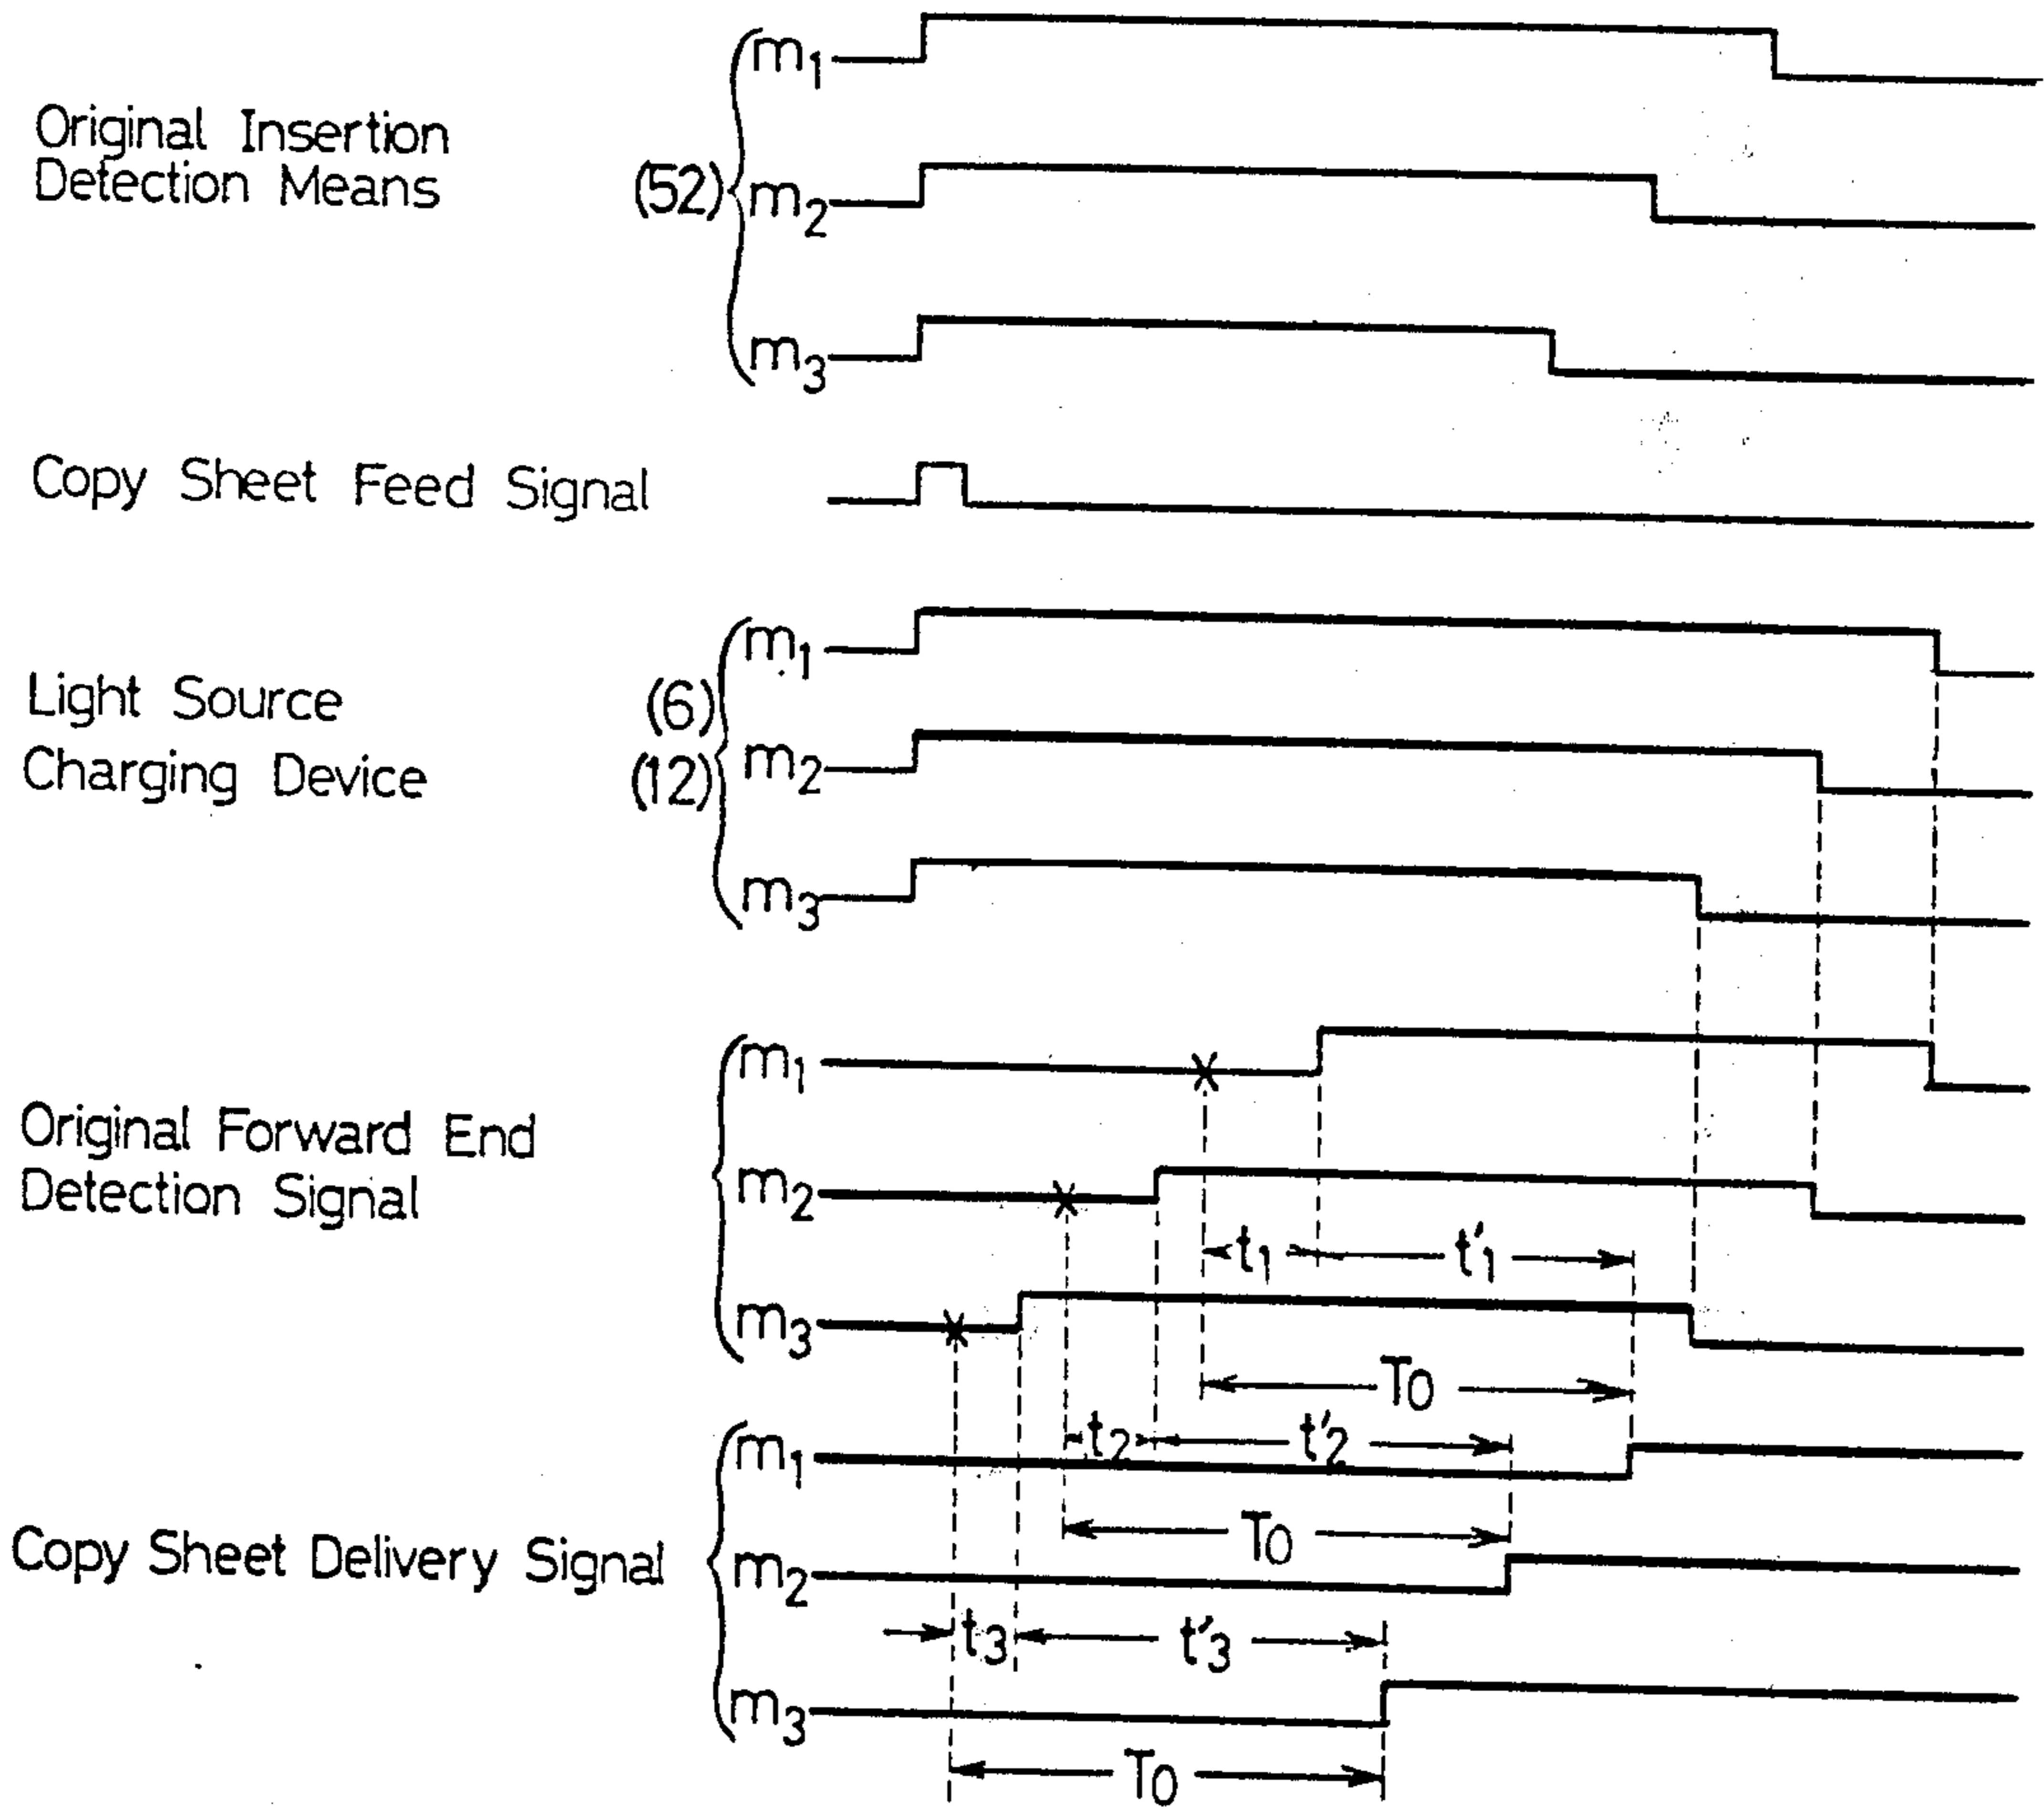 m1
Original Insertion
Detection Means
(52)
m2
m3
Copy Sheet Feed Signal
m1
Light Source
(6)
Charging Device
(12)
m2
m3
m1
Original Forward End
Detection Signal
m2
t1
t'1
m3
T0
t2
t'2
m1
T0
Copy Sheet Delivery Signal
m2
t3
t'3
m3
T0